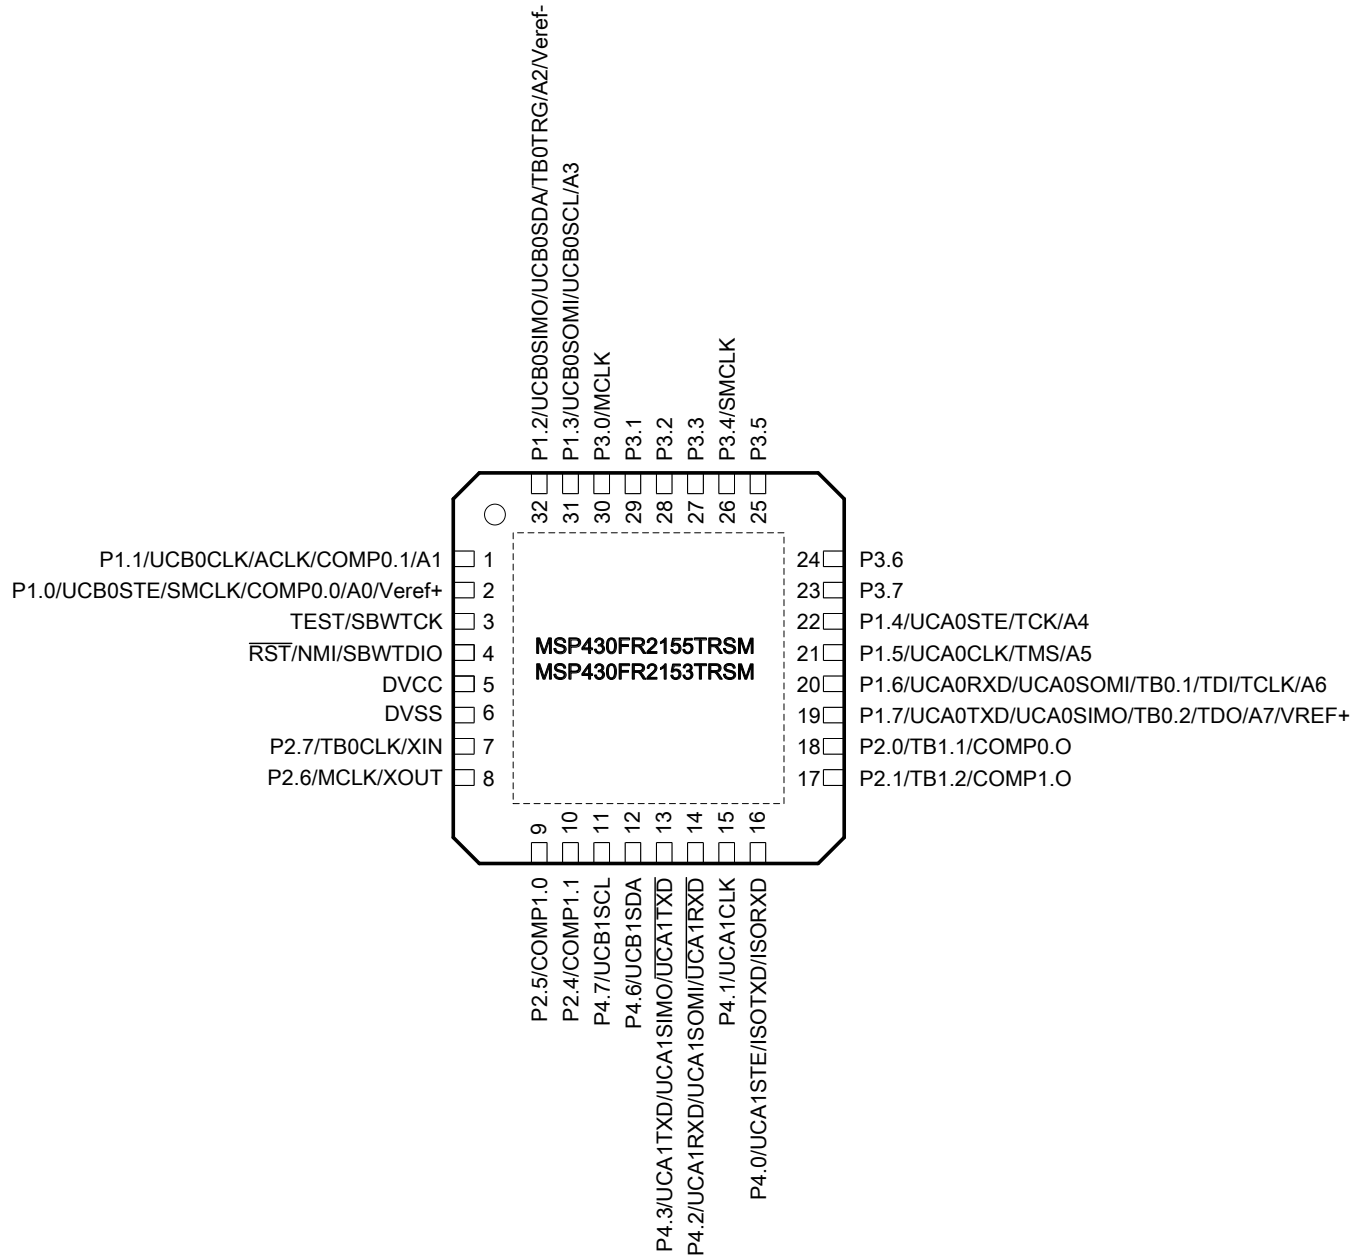 P1.2/UCB0SIMO/UCB0SDA/TB0TRG/A2/Veref-
P1.3/UCB0SOMI/UCB0SCL/A3
P3.0/MCLK
P3.1
P3.2
P3.3
P3.4/SMCLK
P3.5
32
31
30
29
28
27
26
25
P1.1/UCB0CLK/ACLK/COMP0.1/A1 1
P1.0/UCB0STE/SMCLK/COMP0.0/A0/Veref+ 2
TEST/SBWTCK 3
R̅S̅T̅/NMI/SBWTDIO 4
DVCC 5
DVSS 6
P2.7/TB0CLK/XIN 7
P2.6/MCLK/XOUT 8
MSP430FR2155TRSM
MSP430FR2153TRSM
24 P3.6
23 P3.7
22 P1.4/UCA0STE/TCK/A4
21 P1.5/UCA0CLK/TMS/A5
20 P1.6/UCA0RXD/UCA0SOMI/TB0.1/TDI/TCLK/A6
19 P1.7/UCA0TXD/UCA0SIMO/TB0.2/TDO/A7/VREF+
18 P2.0/TB1.1/COMP0.O
17 P2.1/TB1.2/COMP1.O
9
10
11
12
13
14
15
16
P2.5/COMP1.0
P2.4/COMP1.1
P4.7/UCB1SCL
P4.6/UCB1SDA
P4.3/UCA1TXD/UCA1SIMO/U̅C̅A̅1̅T̅X̅D̅
P4.2/UCA1RXD/UCA1SOMI/U̅C̅A̅1̅R̅X̅D̅
P4.1/UCA1CLK
P4.0/UCA1STE/ISOTXD/ISORXD